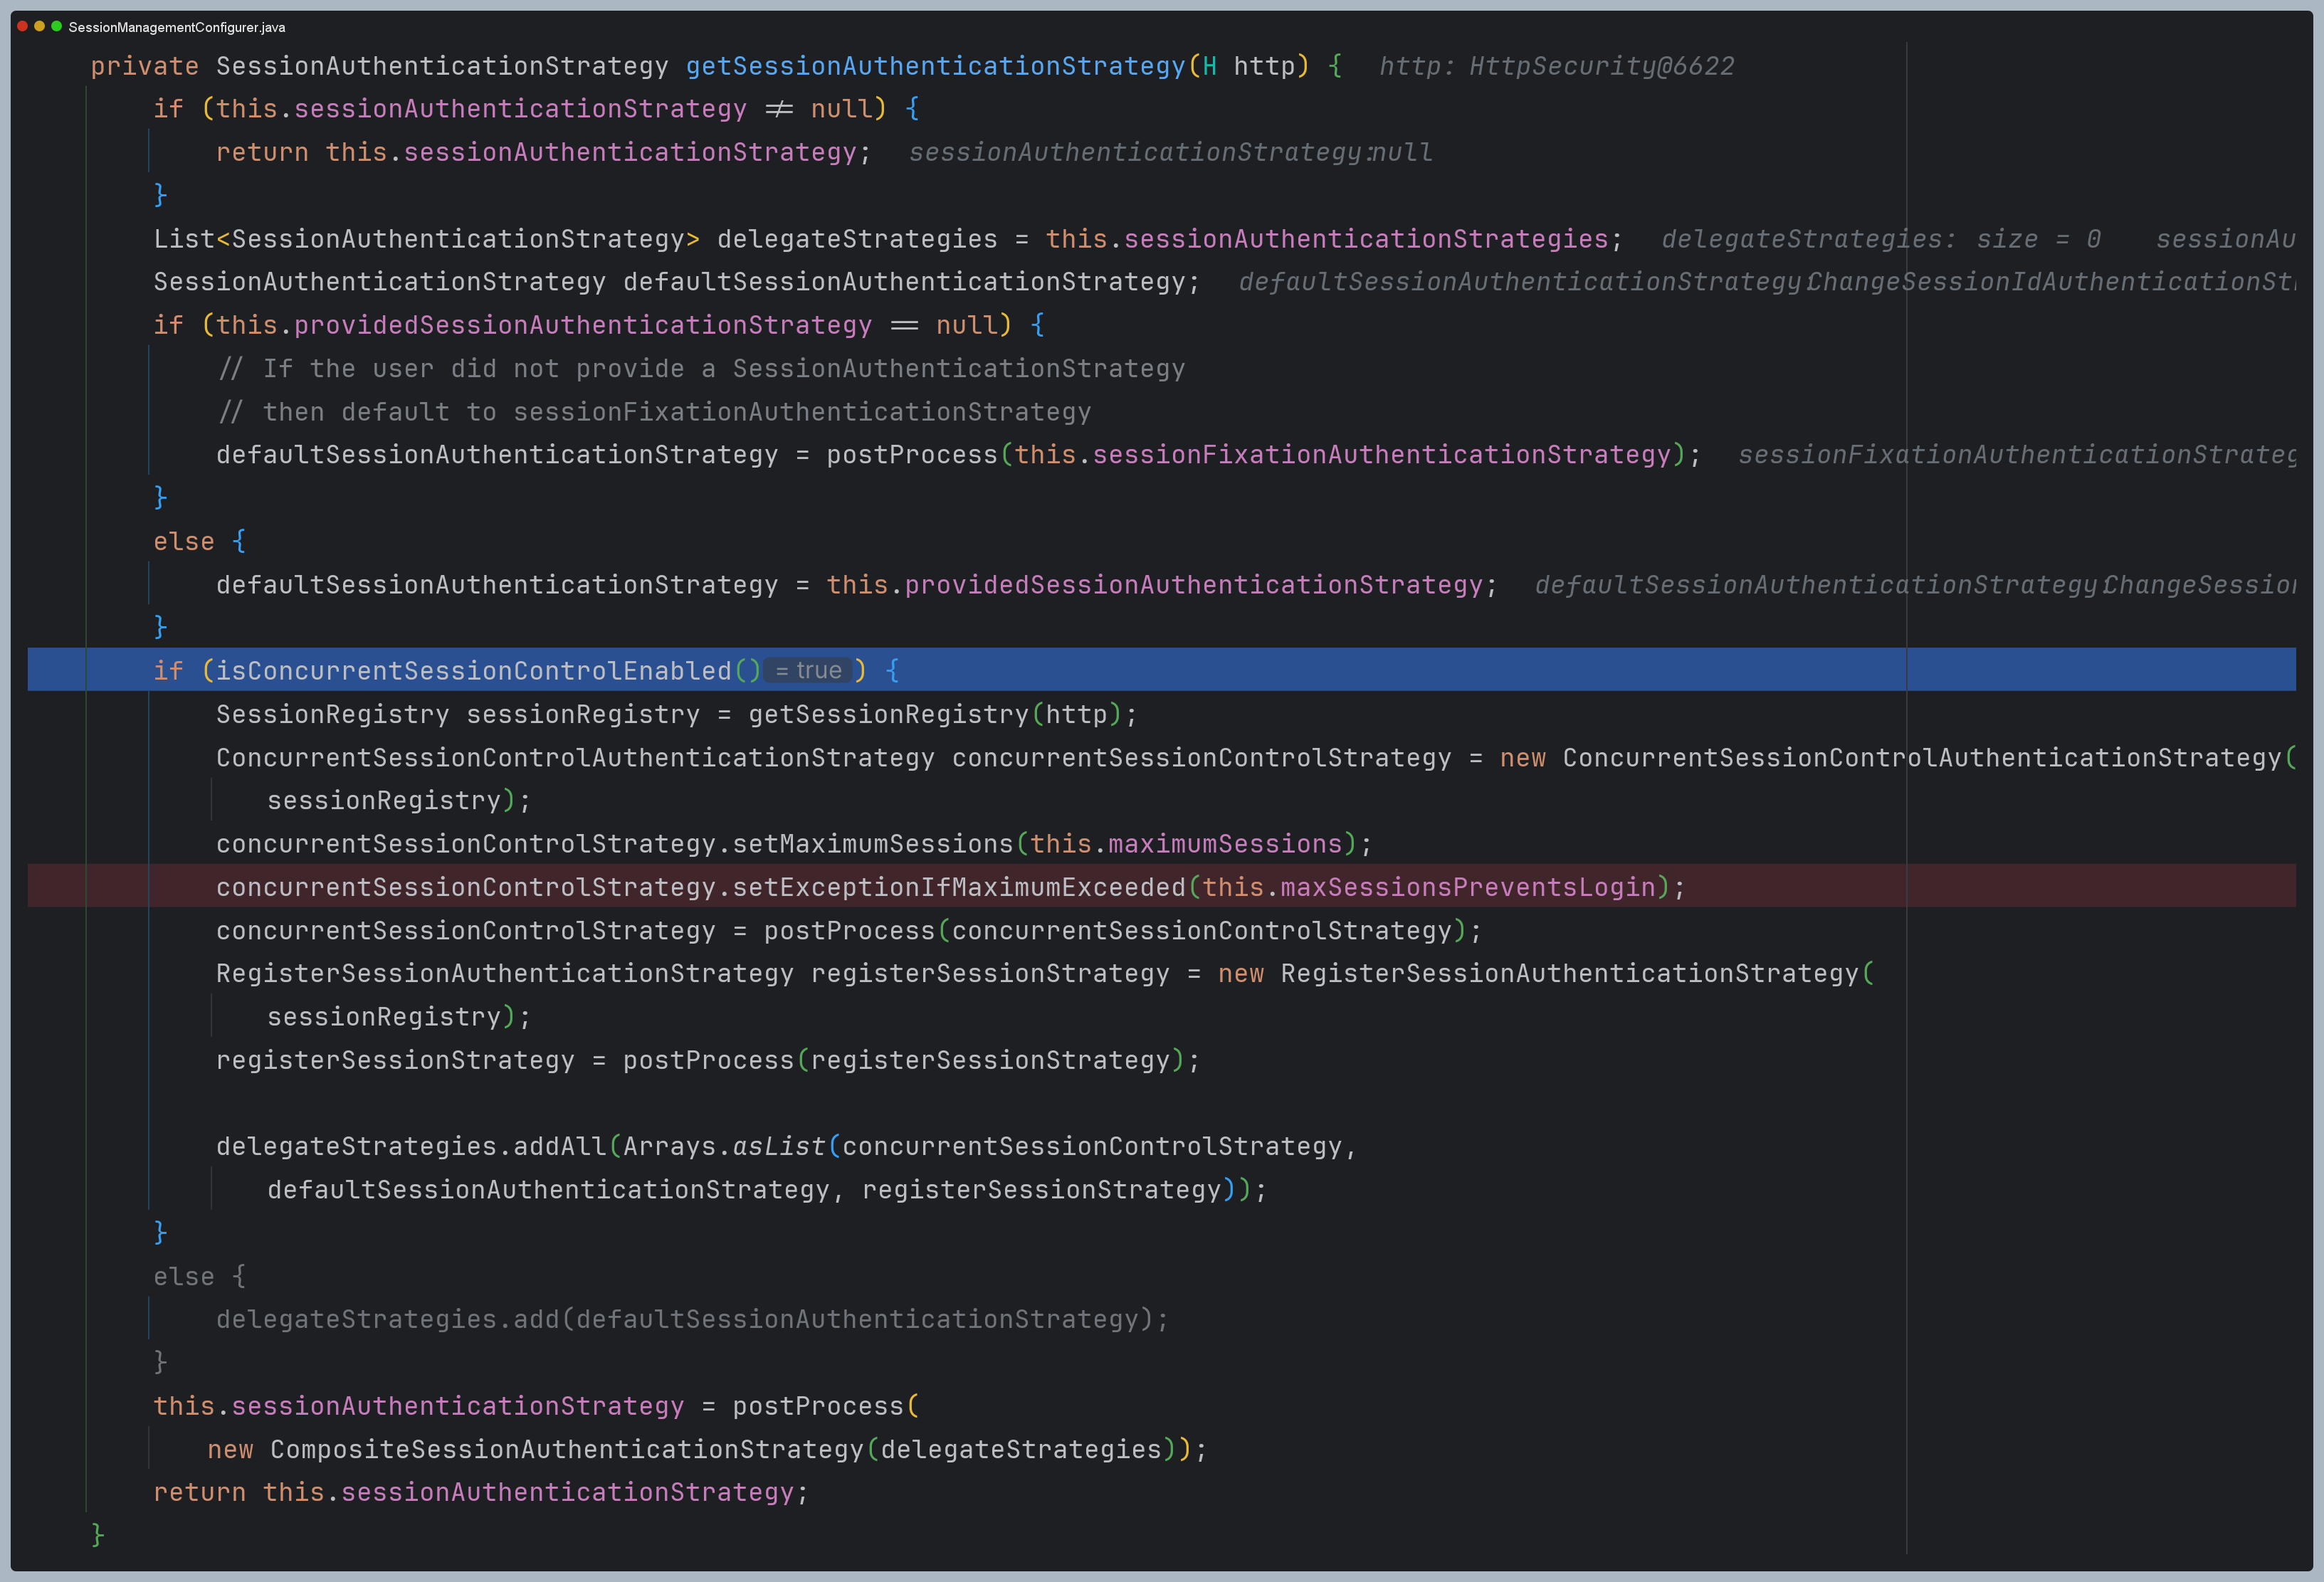 SessionManagementConfigurer.java
private SessionAuthenticationStrategy getSessionAuthenticationStrategy(H http) { http: HttpSecurity@6622
if (this.sessionAuthenticationStrategy != null) {
return this.sessionAuthenticationStrategy; sessionAuthenticationStrategy: null
}
List<SessionAuthenticationStrategy> delegateStrategies = this.sessionAuthenticationStrategies; delegateStrategies: size = 0 sessionAu
SessionAuthenticationStrategy defaultSessionAuthenticationStrategy; defaultSessionAuthenticationStrategy: ChangeSessionIdAuthenticationSt
if (this.providedSessionAuthenticationStrategy == null) {
// If the user did not provide a SessionAuthenticationStrategy
// then default to sessionFixationAuthenticationStrategy
defaultSessionAuthenticationStrategy = postProcess(this.sessionFixationAuthenticationStrategy); sessionFixationAuthenticationStrateg
}
else {
defaultSessionAuthenticationStrategy = this.providedSessionAuthenticationStrategy; defaultSessionAuthenticationStrategy: ChangeSession
}
if (isConcurrentSessionControlEnabled() = true ) {
SessionRegistry sessionRegistry = getSessionRegistry(http);
ConcurrentSessionControlAuthenticationStrategy concurrentSessionControlStrategy = new ConcurrentSessionControlAuthenticationStrategy(
sessionRegistry);
concurrentSessionControlStrategy.setMaximumSessions(this.maximumSessions);
concurrentSessionControlStrategy.setExceptionIfMaximumExceeded(this.maxSessionsPreventsLogin);
concurrentSessionControlStrategy = postProcess(concurrentSessionControlStrategy);
RegisterSessionAuthenticationStrategy registerSessionStrategy = new RegisterSessionAuthenticationStrategy(
sessionRegistry);
registerSessionStrategy = postProcess(registerSessionStrategy);
delegateStrategies.addAll(Arrays.asList(concurrentSessionControlStrategy,
defaultSessionAuthenticationStrategy, registerSessionStrategy));
}
else {
delegateStrategies.add(defaultSessionAuthenticationStrategy);
}
this.sessionAuthenticationStrategy = postProcess(
new CompositeSessionAuthenticationStrategy(delegateStrategies));
return this.sessionAuthenticationStrategy;
}